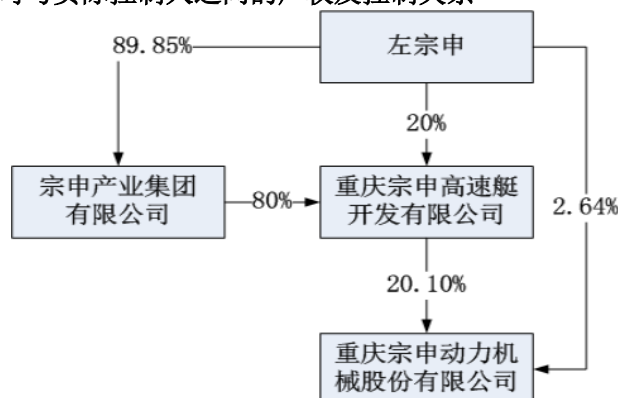 89.85%
左宗申
20%
宗申产业集团
有限公司
80%
重庆宗申高速艇
开发有限公司
2.64%
20.10%
重庆宗申动力机
械股份有限公司